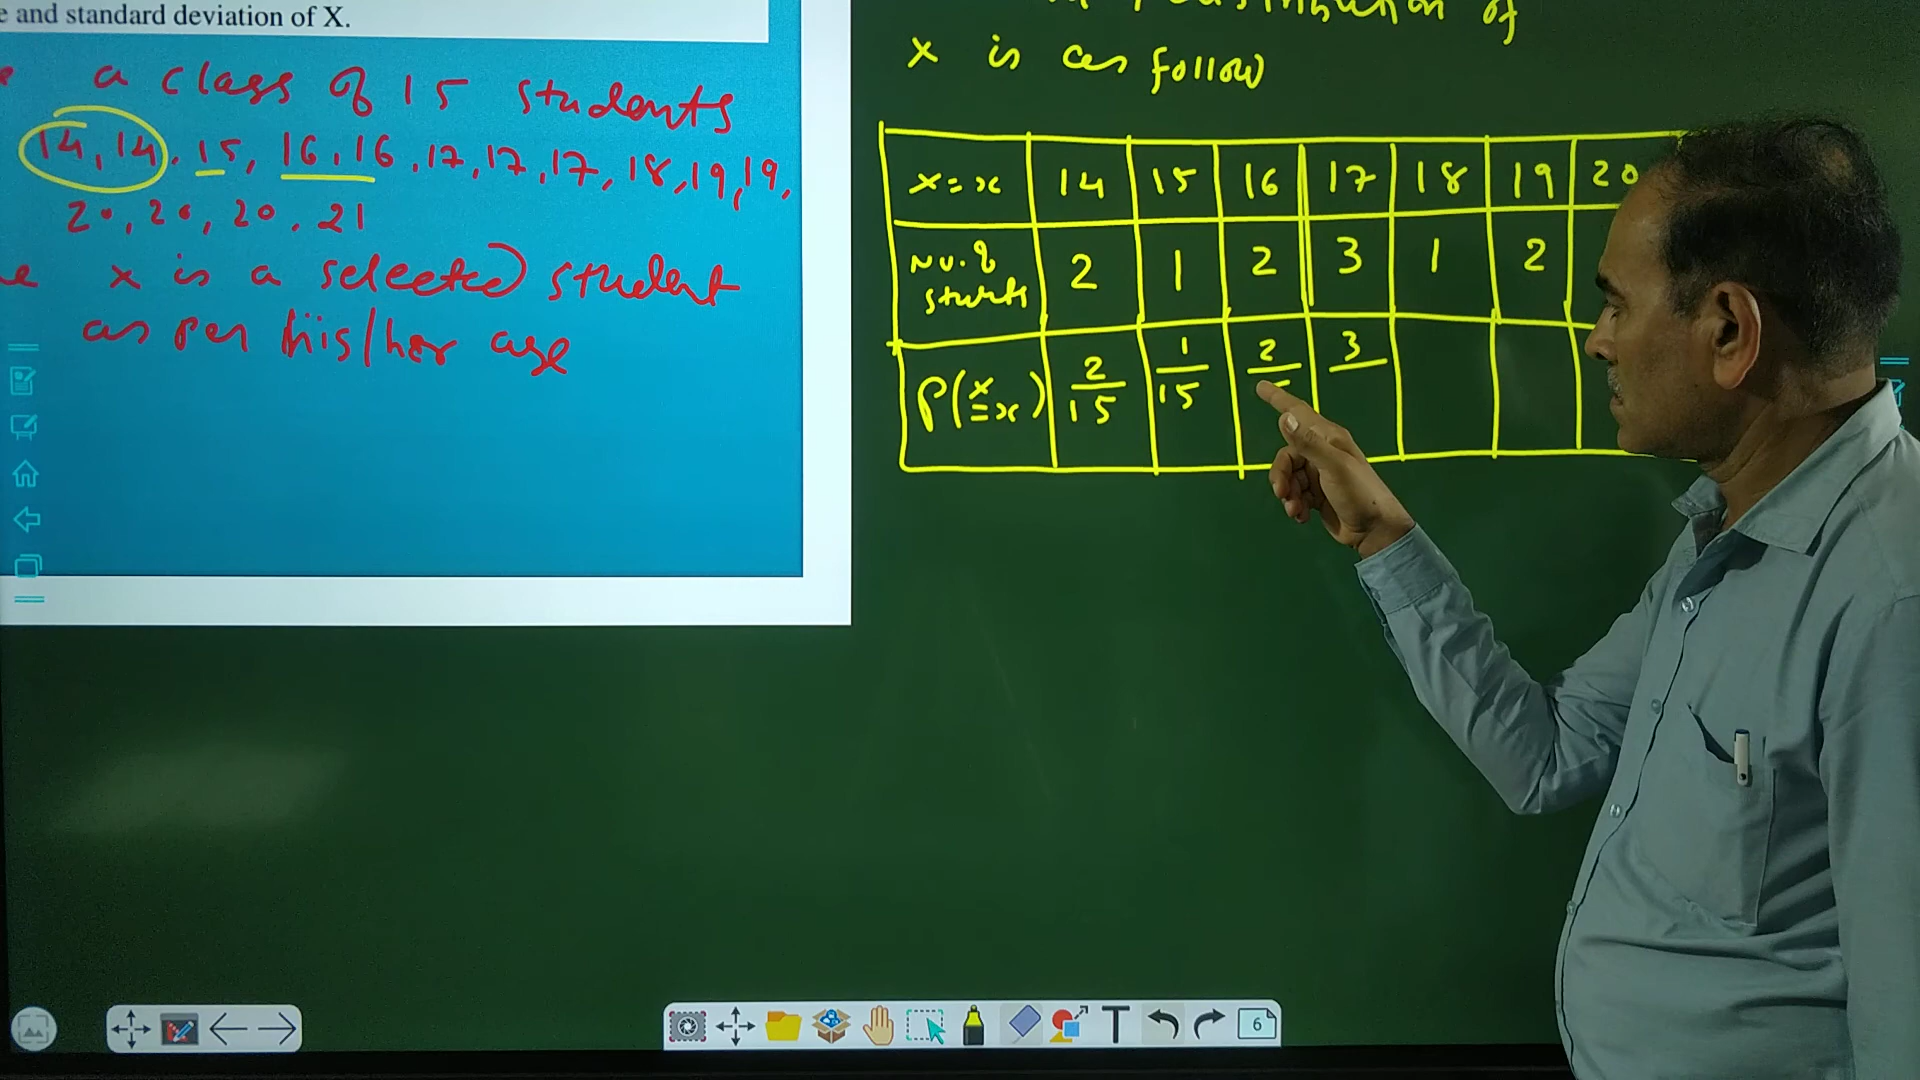 e and standard deviation of X.
a class of 15 students
14, 14, 15, 16, 16, 17, 17, 17, 18, 19, 19,
20, 20, 20, 21
x is a selected student
as per his/her age
of
x is as follow
x=x 14 15 16 17 18 19 20
No. of students 2 1 2 3 1 2
P(x=x) 2/15 1/15 2/ 3/
6